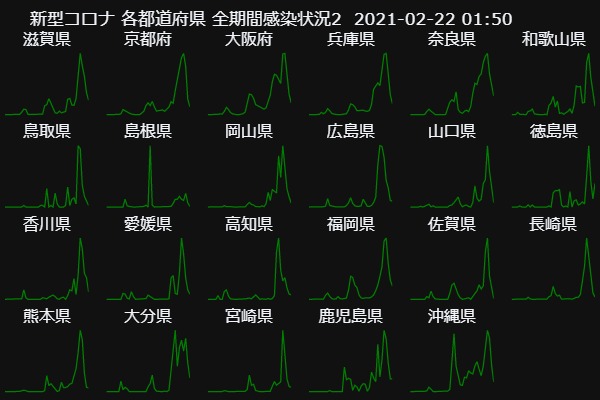 新型コロナ 各都道府県 全期間感染状況2 2021-02-22 01:50
滋賀県 京都府 大阪府 兵庫県 奈良県 和歌山県
鳥取県 島根県 岡山県 広島県 山口県 徳島県
香川県 愛媛県 高知県 福岡県 佐賀県 長崎県
熊本県 大分県 宮崎県 鹿児島県 沖縄県